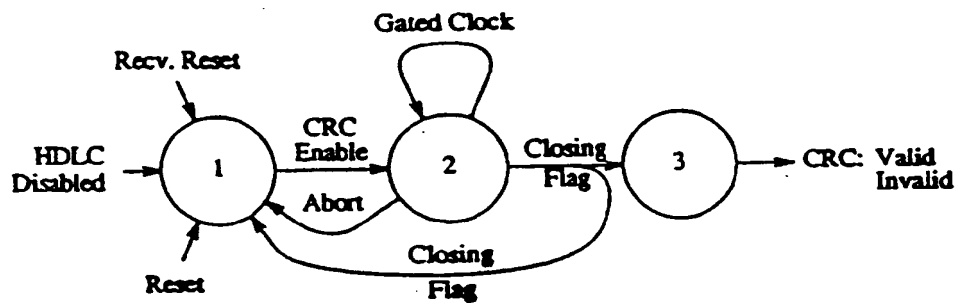 Gated Clock
Recv. Reset
HDLC
Disabled
1
CRC
Enable
2
Closing
Flag
3
CRC: Valid
Invalid
Abort
Reset
Closing
Flag